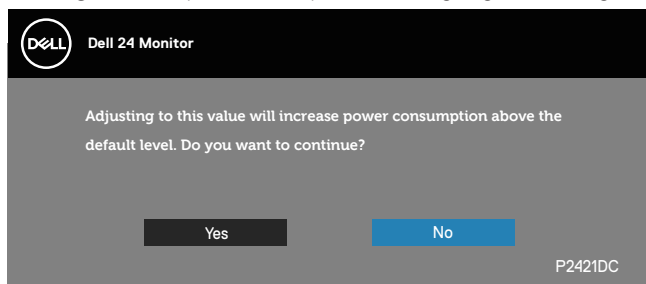 DELL
Dell 24 Monitor
Adjusting to this value will increase power consumption above the
default level. Do you want to continue?
Yes
No
P2421DC